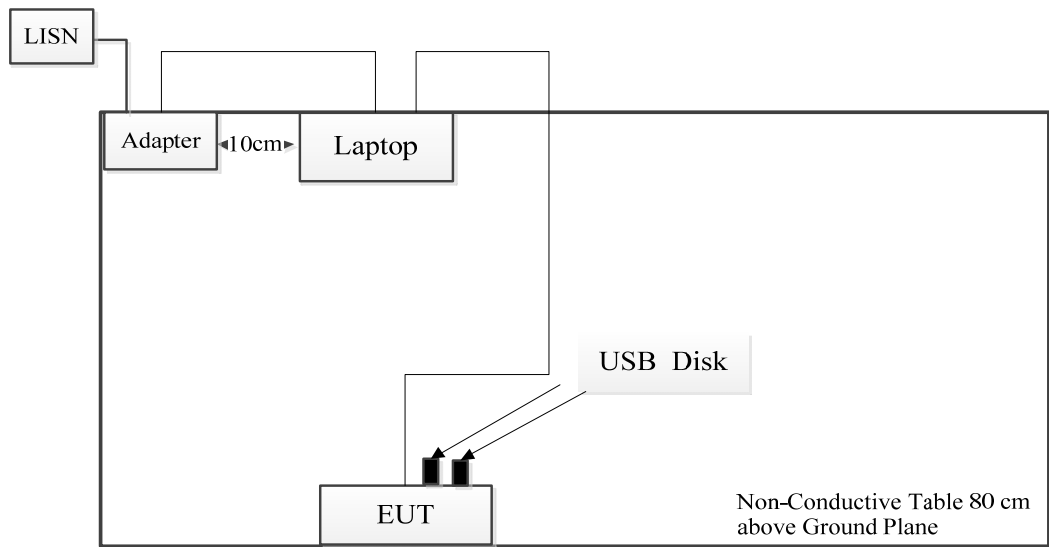 LISN
Adapter
10cm
Laptop
USB Disk
EUT
Non-Conductive Table 80 cm
above Ground Plane